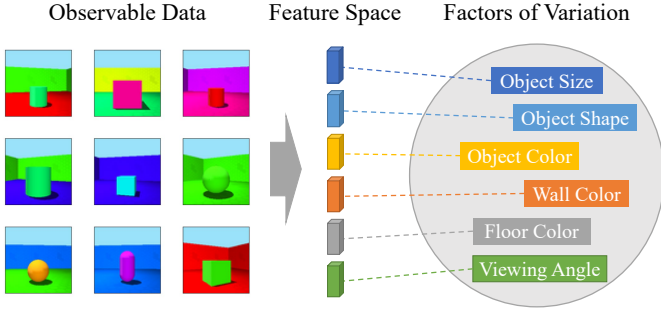 Observable Data
Feature Space
Factors of Variation
Object Size
Object Shape
Object Color
Wall Color
Floor Color
Viewing Angle